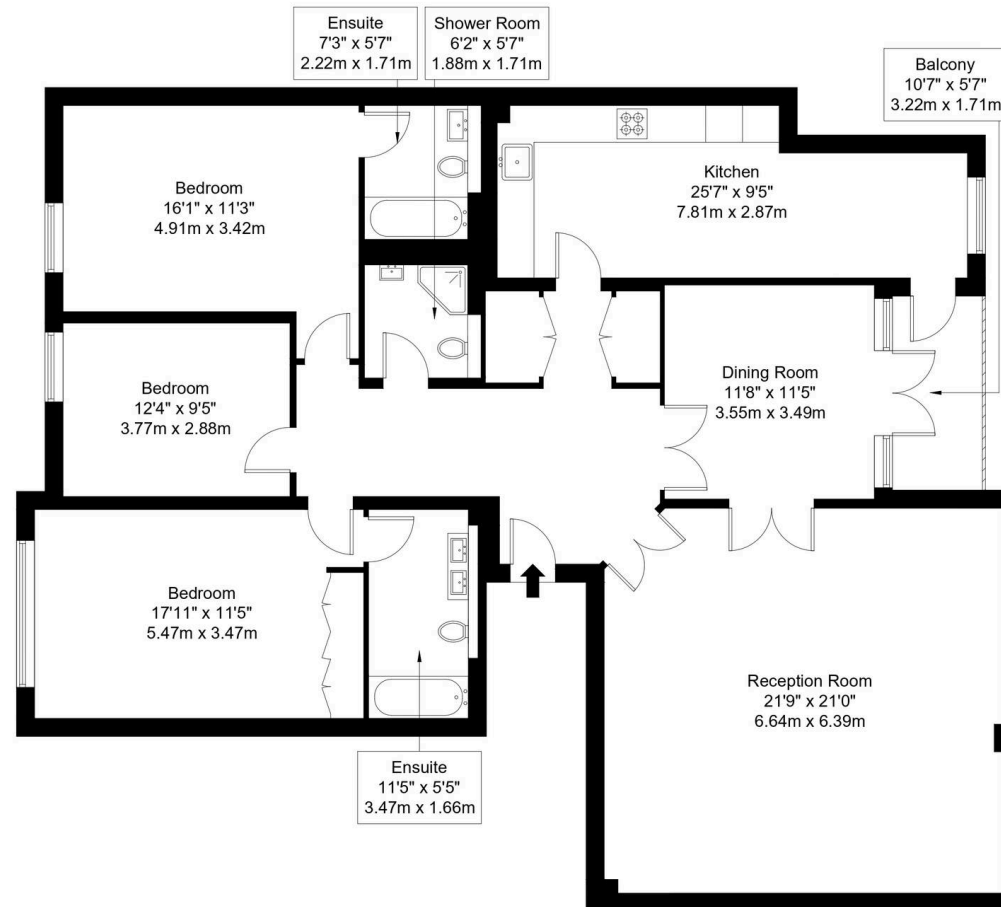 Ensuite
7'3" x 5'7"
2.22m x 1.71m
Shower Room
6'2" x 5'7"
1.88m x 1.71m
Balcony
10'7" x 5'7"
3.22m x 1.71m
Bedroom
16'1" x 11'3"
4.91m x 3.42m
Kitchen
25'7" x 9'5"
7.81m x 2.87m
Bedroom
12'4" x 9'5"
3.77m x 2.88m
Dining Room
11'8" x 11'5"
3.55m x 3.49m
Bedroom
17'11" x 11'5"
5.47m x 3.47m
Reception Room
21'9" x 21'0"
6.64m x 6.39m
Ensuite
11'5" x 5'5"
3.47m x 1.66m